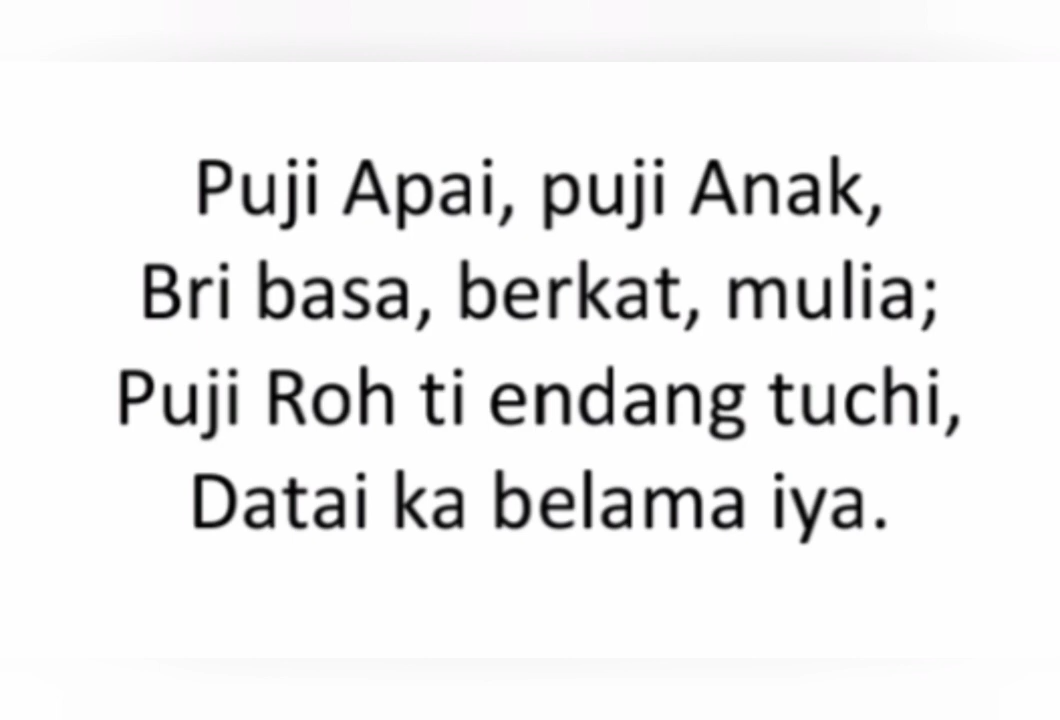 Puji Apai, puji Anak,
Bri basa, berkat, mulia;
Puji Roh ti endang tuchi,
Datai ka belama iya.